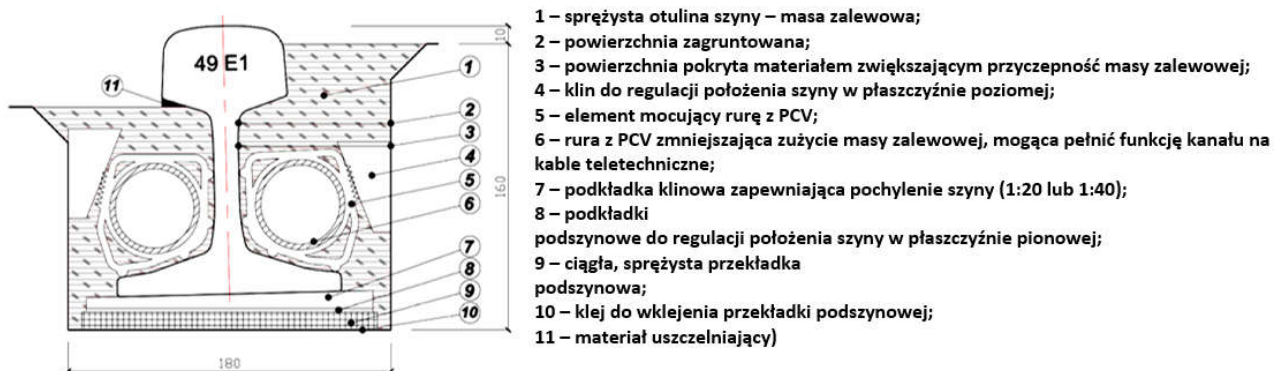 1 – sprężysta otulina szyny – masa zalewowa;
2 – powierzchnia zagruntowana;
3 – powierzchnia pokryta materiałem zwiększającym przyczepność masy zalewowej;
4 – klin do regulacji położenia szyny w płaszczyźnie poziomej;
5 – element mocujący rurę z PCV;
6 – rura z PCV zmniejszająca zużycie masy zalewowej, mogąca pełnić funkcję kanału na
kable teletechniczne;
7 – podkładka klinowa zapewniająca pochylenie szyny (1:20 lub 1:40);
8 – podkładki
podszynowe do regulacji położenia szyny w płaszczyźnie pionowej;
9 – ciągła, sprężysta przekładka
podszynowa;
10 – klej do wklejenia przekładki podszynowej;
11 – materiał uszczelniający)
49 E1
10
1
11
2
3
4
160
5
6
7
8
9
10
180